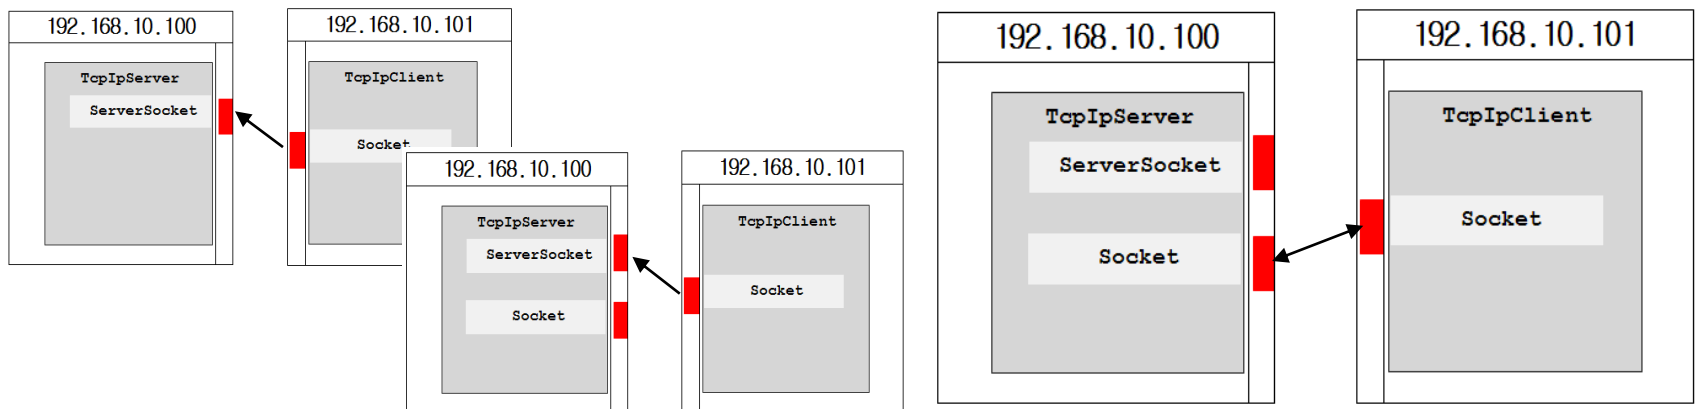 192.168.10.100
TcpIpServer
ServerSocket
192.168.10.101
TcpIpClient
Socket
192.168.10.100
TcpIpServer
ServerSocket
Socket
192.168.10.101
TcpIpClient
Socket
192.168.10.100
TcpIpServer
ServerSocket
Socket
192.168.10.101
TcpIpClient
Socket